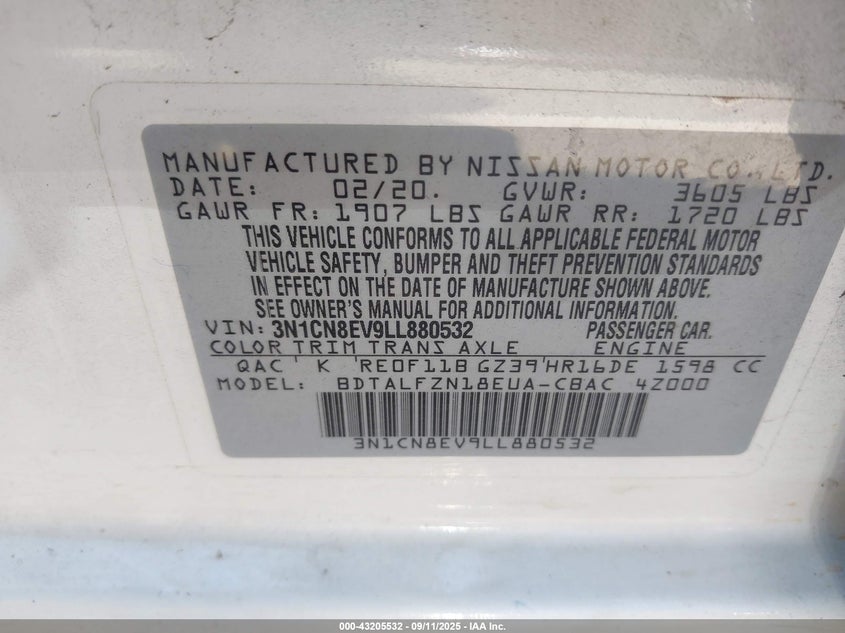 MANUFACTURED BY NISSAN MOTOR CO., LTD.
DATE: 02/20. GVWR: 3605 LBS
GAWR FR: 1907 LBS GAWR RR: 1720 LBS
THIS VEHICLE CONFORMS TO ALL APPLICABLE FEDERAL MOTOR
VEHICLE SAFETY, BUMPER AND THEFT PREVENTION STANDARDS
IN EFFECT ON THE DATE OF MANUFACTURE SHOWN ABOVE.
SEE OWNER'S MANUAL FOR ADDITIONAL INFORMATION.
VIN: 3N1CN8EV9LL880532 PASSENGER CAR.
COLOR TRIM TRANS AXLE ENGINE
QAC K RE0F11B GZ39 HR16DE 1598 CC
MODEL: BDTALFZN18EUA-CBAC 4Z000
3N1CN8EV9LL880532
000-43205532 - 09/11/2025 - IAA Inc.